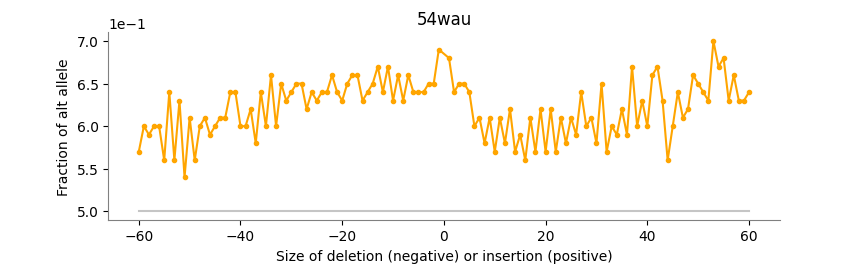 54wau
1e−1
7.0
6.5
6.0
5.5
5.0
Fraction of alt allele
−60 −40 −20 0 20 40 60
Size of deletion (negative) or insertion (positive)